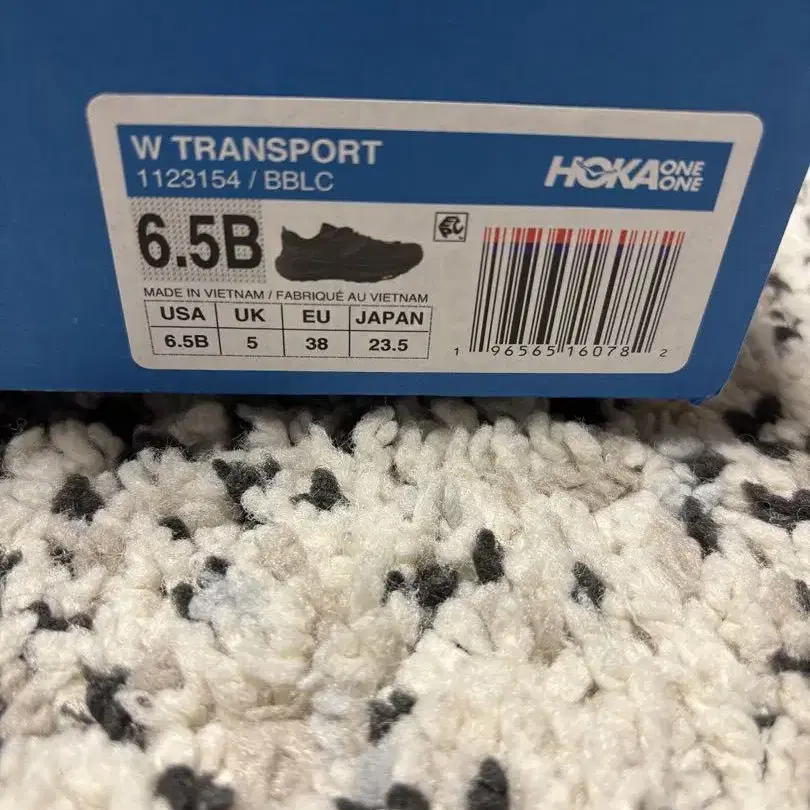 W TRANSPORT
1123154 / BBLC
HOKA ONE ONE
6.5B
MADE IN VIETNAM / FABRIQUÉ AU VIETNAM
USA UK EU JAPAN
6.5B 5 38 23.5
1 96565 16078 2